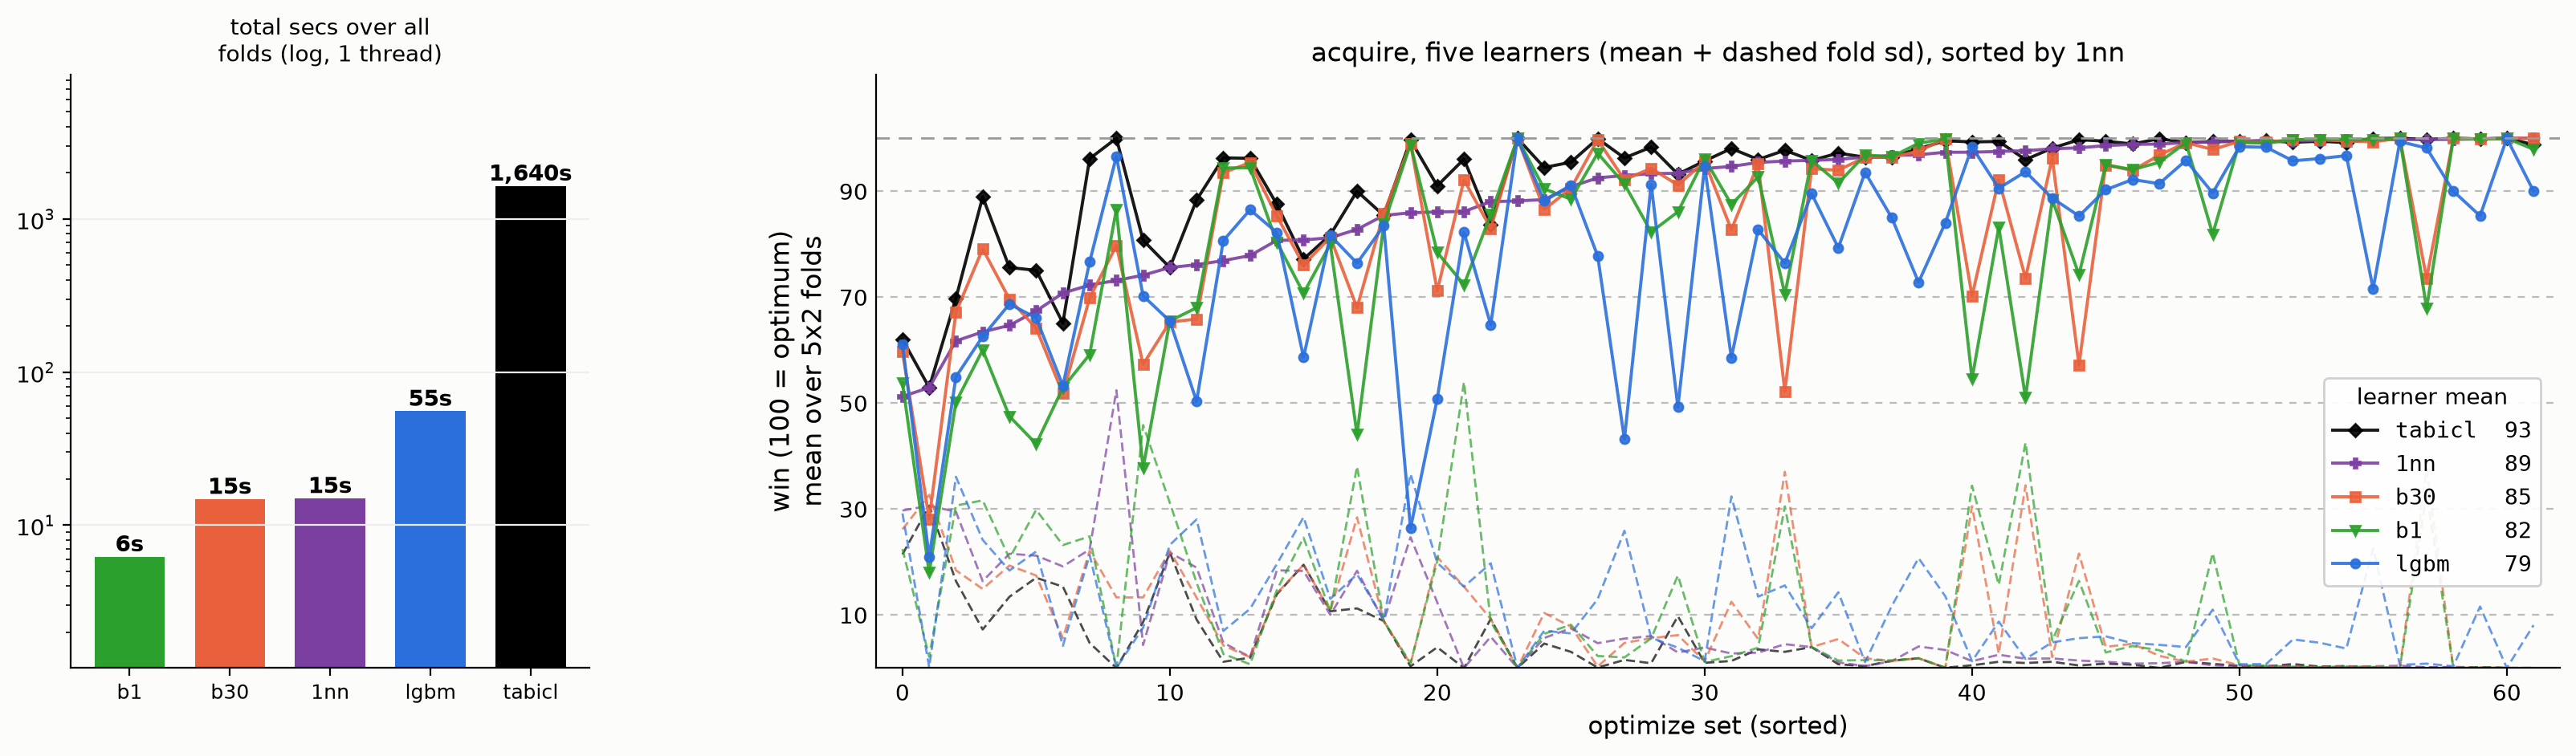 total secs over all
folds (log, 1 thread)
10³
10²
10¹
6s
15s
15s
55s
1,640s
b1
b30
1nn
lgbm
tabicl
acquire, five learners (mean + dashed fold sd), sorted by 1nn
win (100 = optimum)
mean over 5x2 folds
90
70
50
30
10
0
10
20
30
40
50
60
optimize set (sorted)
learner mean
tabicl 93
1nn 89
b30 85
b1 82
lgbm 79